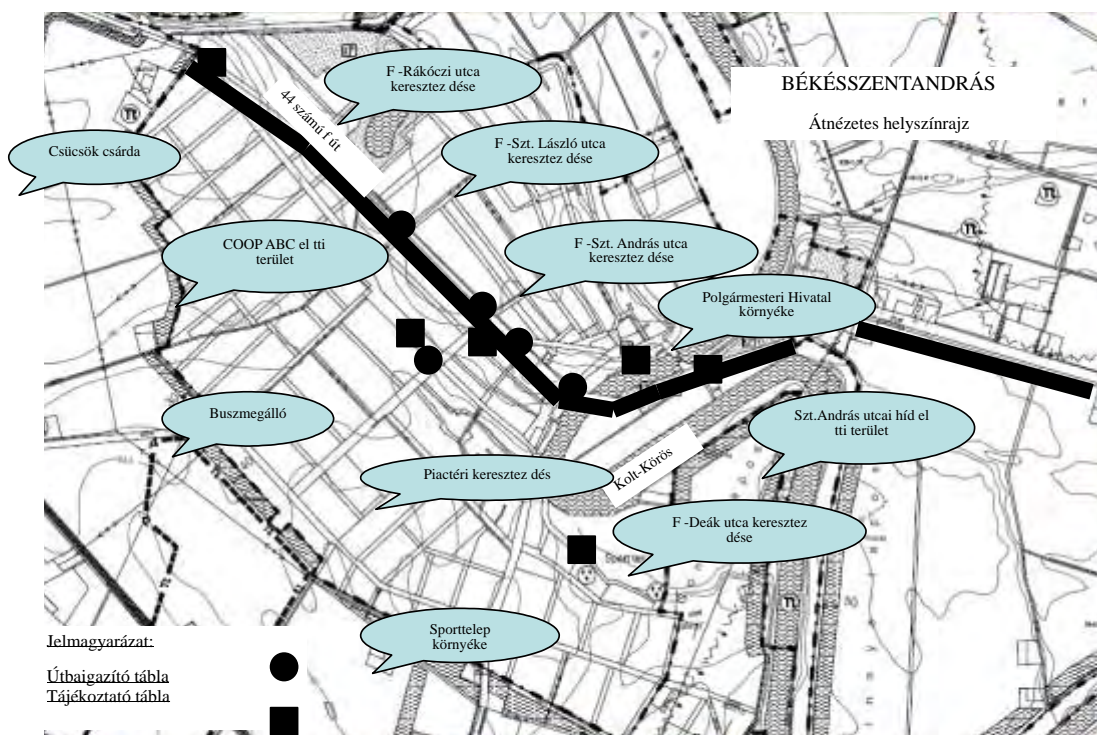 BÉKÉSSZENTANDRÁS
Átnézetes helyszínrajz
F -Rákóczi utca
keresztez dése
44 számú f út
Csücsök csárda
F -Szt. László utca
keresztez dése
COOP ABC el tti
terület
F -Szt. András utca
keresztez dése
Polgármesteri Hivatal
környéke
Buszmegálló
Szt.András utcai híd el
tti terület
Piactéri keresztez dés
Kolt-Körös
F -Deák utca keresztez
dése
Sporttelep
környéke
Jelmagyarázat:
Útbaigazító tábla
Tájékoztató tábla